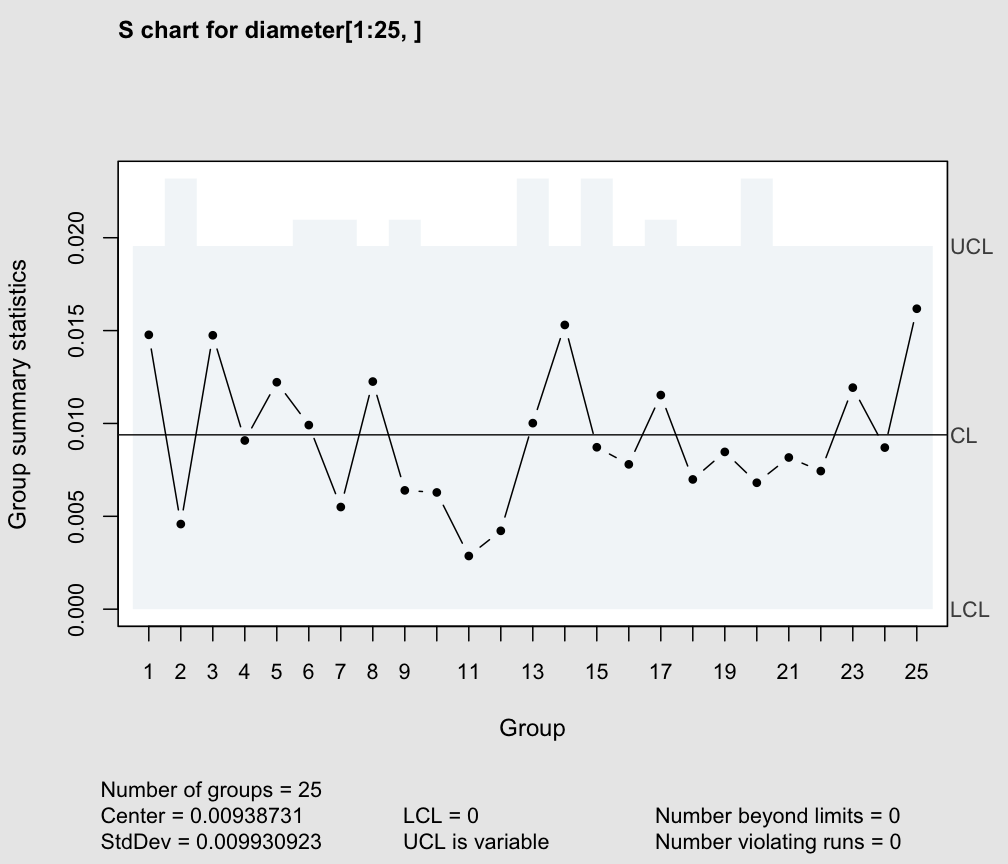 S chart for diameter[1:25, ]
Group summary statistics
0.020
0.015
0.010
0.005
0.000
UCL
CL
LCL
1 2 3 4 5 6 7 8 9 11 13 15 17 19 21 23 25
Group
Number of groups = 25
Center = 0.00938731 LCL = 0 Number beyond limits = 0
StdDev = 0.009930923 UCL is variable Number violating runs = 0